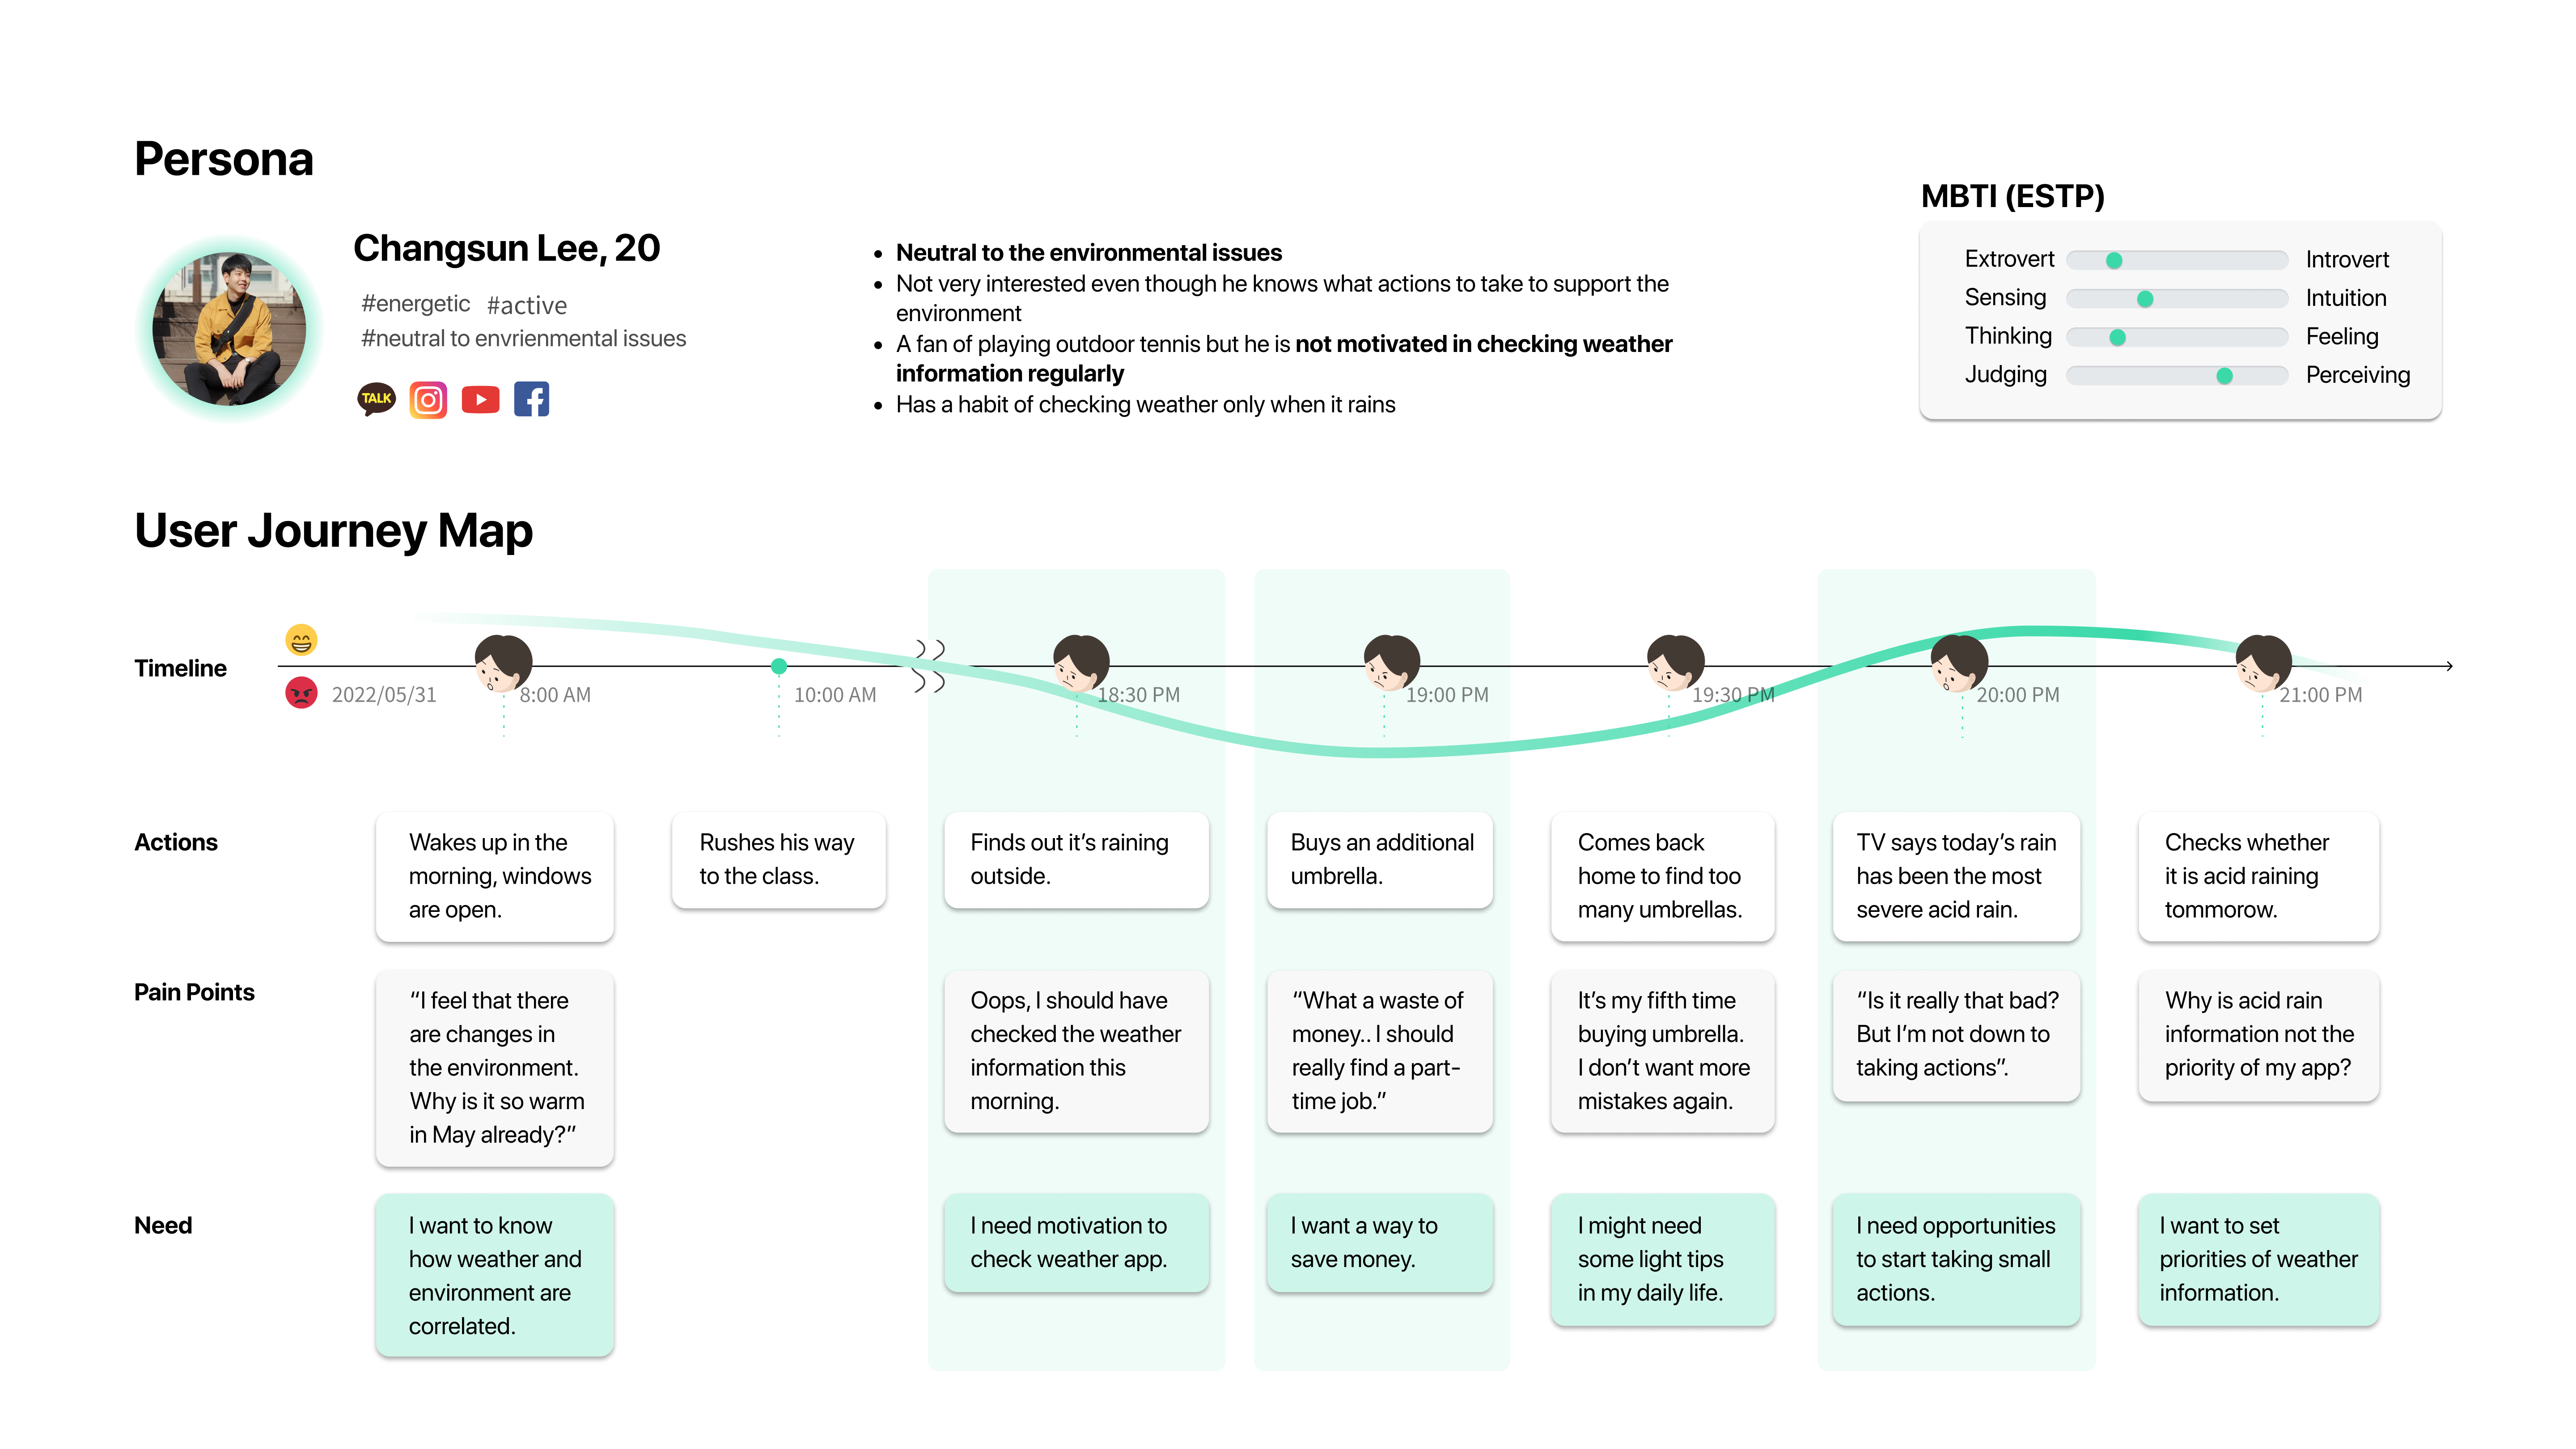 Persona
Changsun Lee, 20
#energetic #active
#neutral to envrienmental issues
TALK
• Neutral to the environmental issues
• Not very interested even though he knows what actions to take to support the
environment
• A fan of playing outdoor tennis but he is not motivated in checking weather
information regularly
• Has a habit of checking weather only when it rains
MBTI (ESTP)
Extrovert Introvert
Sensing Intuition
Thinking Feeling
Judging Perceiving
User Journey Map
Timeline
2022/05/31 8:00 AM 10:00 AM 18:30 PM 19:00 PM 19:30 PM 20:00 PM 21:00 PM
Actions
Wakes up in the
morning, windows
are open.
Rushes his way
to the class.
Finds out it’s raining
outside.
Buys an additional
umbrella.
Comes back
home to find too
many umbrellas.
TV says today’s rain
has been the most
severe acid rain.
Checks whether
it is acid raining
tommorow.
Pain Points
“I feel that there
are changes in
the environment.
Why is it so warm
in May already?”
Oops, I should have
checked the weather
information this
morning.
“What a waste of
money.. I should
really find a part-
time job.”
It’s my fifth time
buying umbrella.
I don’t want more
mistakes again.
“Is it really that bad?
But I’m not down to
taking actions”.
Why is acid rain
information not the
priority of my app?
Need
I want to know
how weather and
environment are
correlated.
I need motivation to
check weather app.
I want a way to
save money.
I might need
some light tips
in my daily life.
I need opportunities
to start taking small
actions.
I want to set
priorities of weather
information.